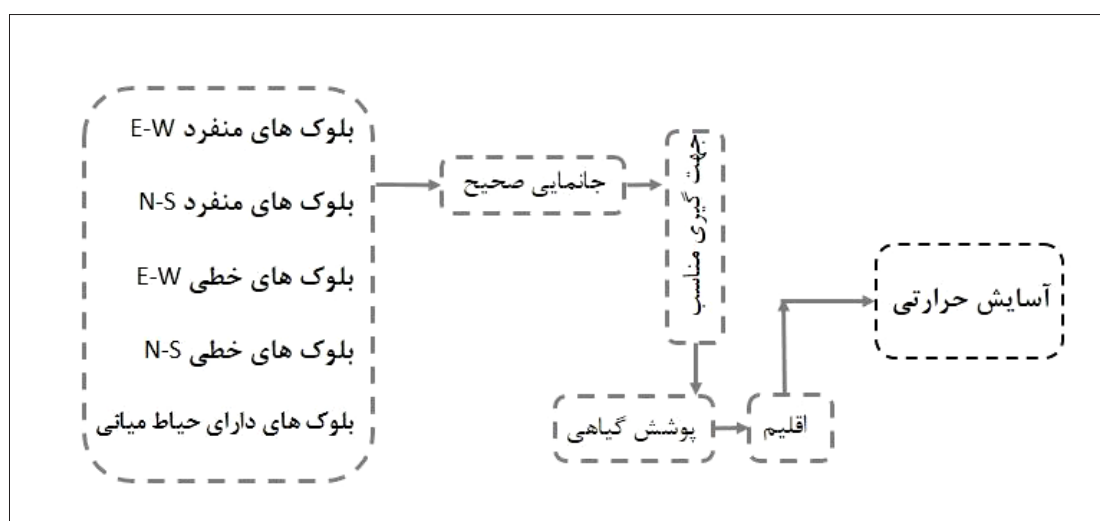 بلوک های منفرد E-W
بلوک های منفرد N-S
بلوک های خطی E-W
بلوک های خطی N-S
بلوک های دارای حیاط میانی
جانمایی صحیح
جهت گیری مناسب
پوشش گیاهی
اقلیم
آسایش حرارتی